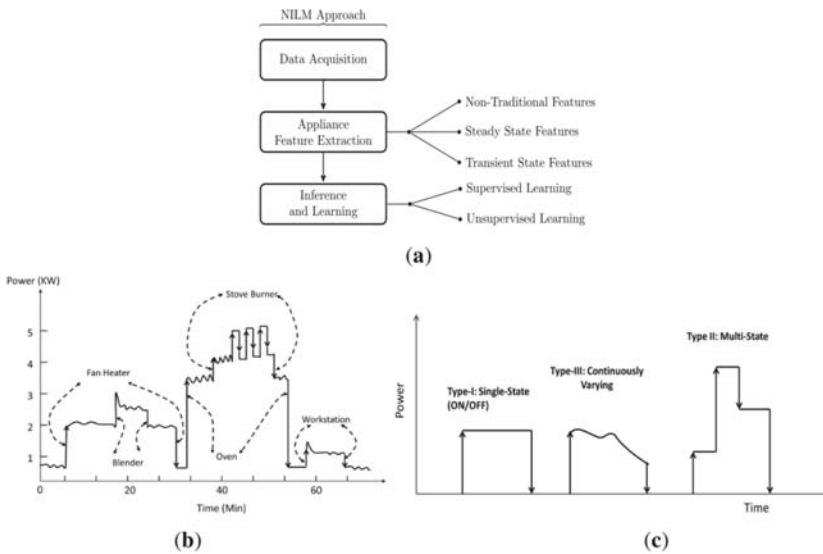 NILM Approach
Data Acquisition
Appliance
Feature Extraction
Non-Traditional Features
Steady State Features
Transient State Features
Inference
and Learning
Supervised Learning
Unsupervised Learning
(a)
Power (KW)
5
4
3
2
1
0
20
40
60
Time (Min)
Fan Heater
Blender
Stove Burner
Oven
Workstation
(b)
Power
Type-I: Single-State
(ON/OFF)
Type-III: Continuously
Varying
Type II: Multi-State
Time
(c)